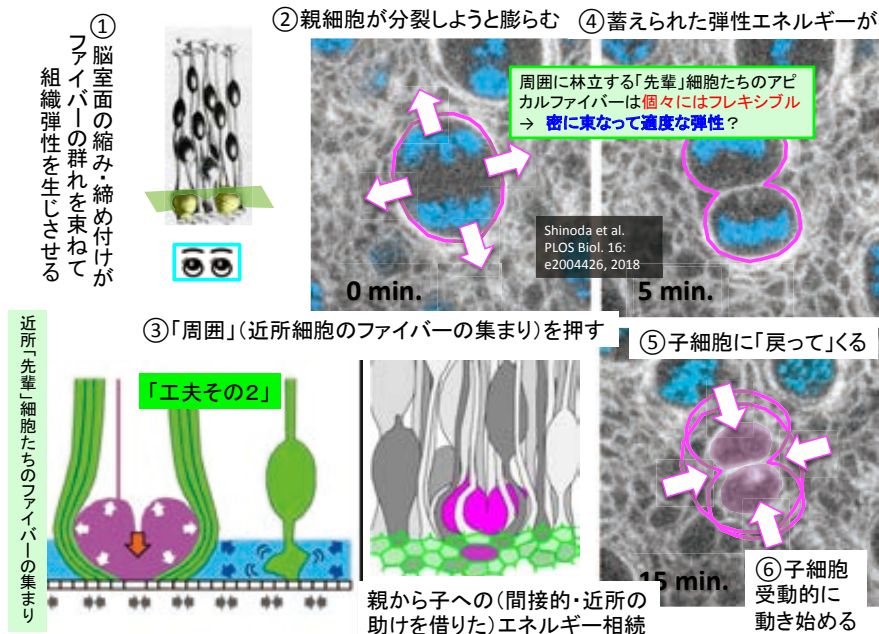 ①脳室面の縮み・締め付けが
ファイバーの群れを束ねて
組織弾性を生じさせる
②親細胞が分裂しようと膨らむ
④蓄えられた弾性エネルギーが
周囲に林立する「先輩」細胞たちのアピ
カルファイバーは個々にはフレキシブル
→ 密に束なって適度な弾性？
Shinoda et al.
PLOS Biol. 16:
e2004426, 2018
0 min.
5 min.
③「周囲」（近所細胞のファイバーの集まり）を押す
⑤子細胞に「戻って」くる
近所「先輩」細胞たちのファイバーの集まり
「工夫その２」
15 min.
⑥子細胞
受動的に
動き始める
親から子への（間接的・近所の
助けを借りた）エネルギー相続